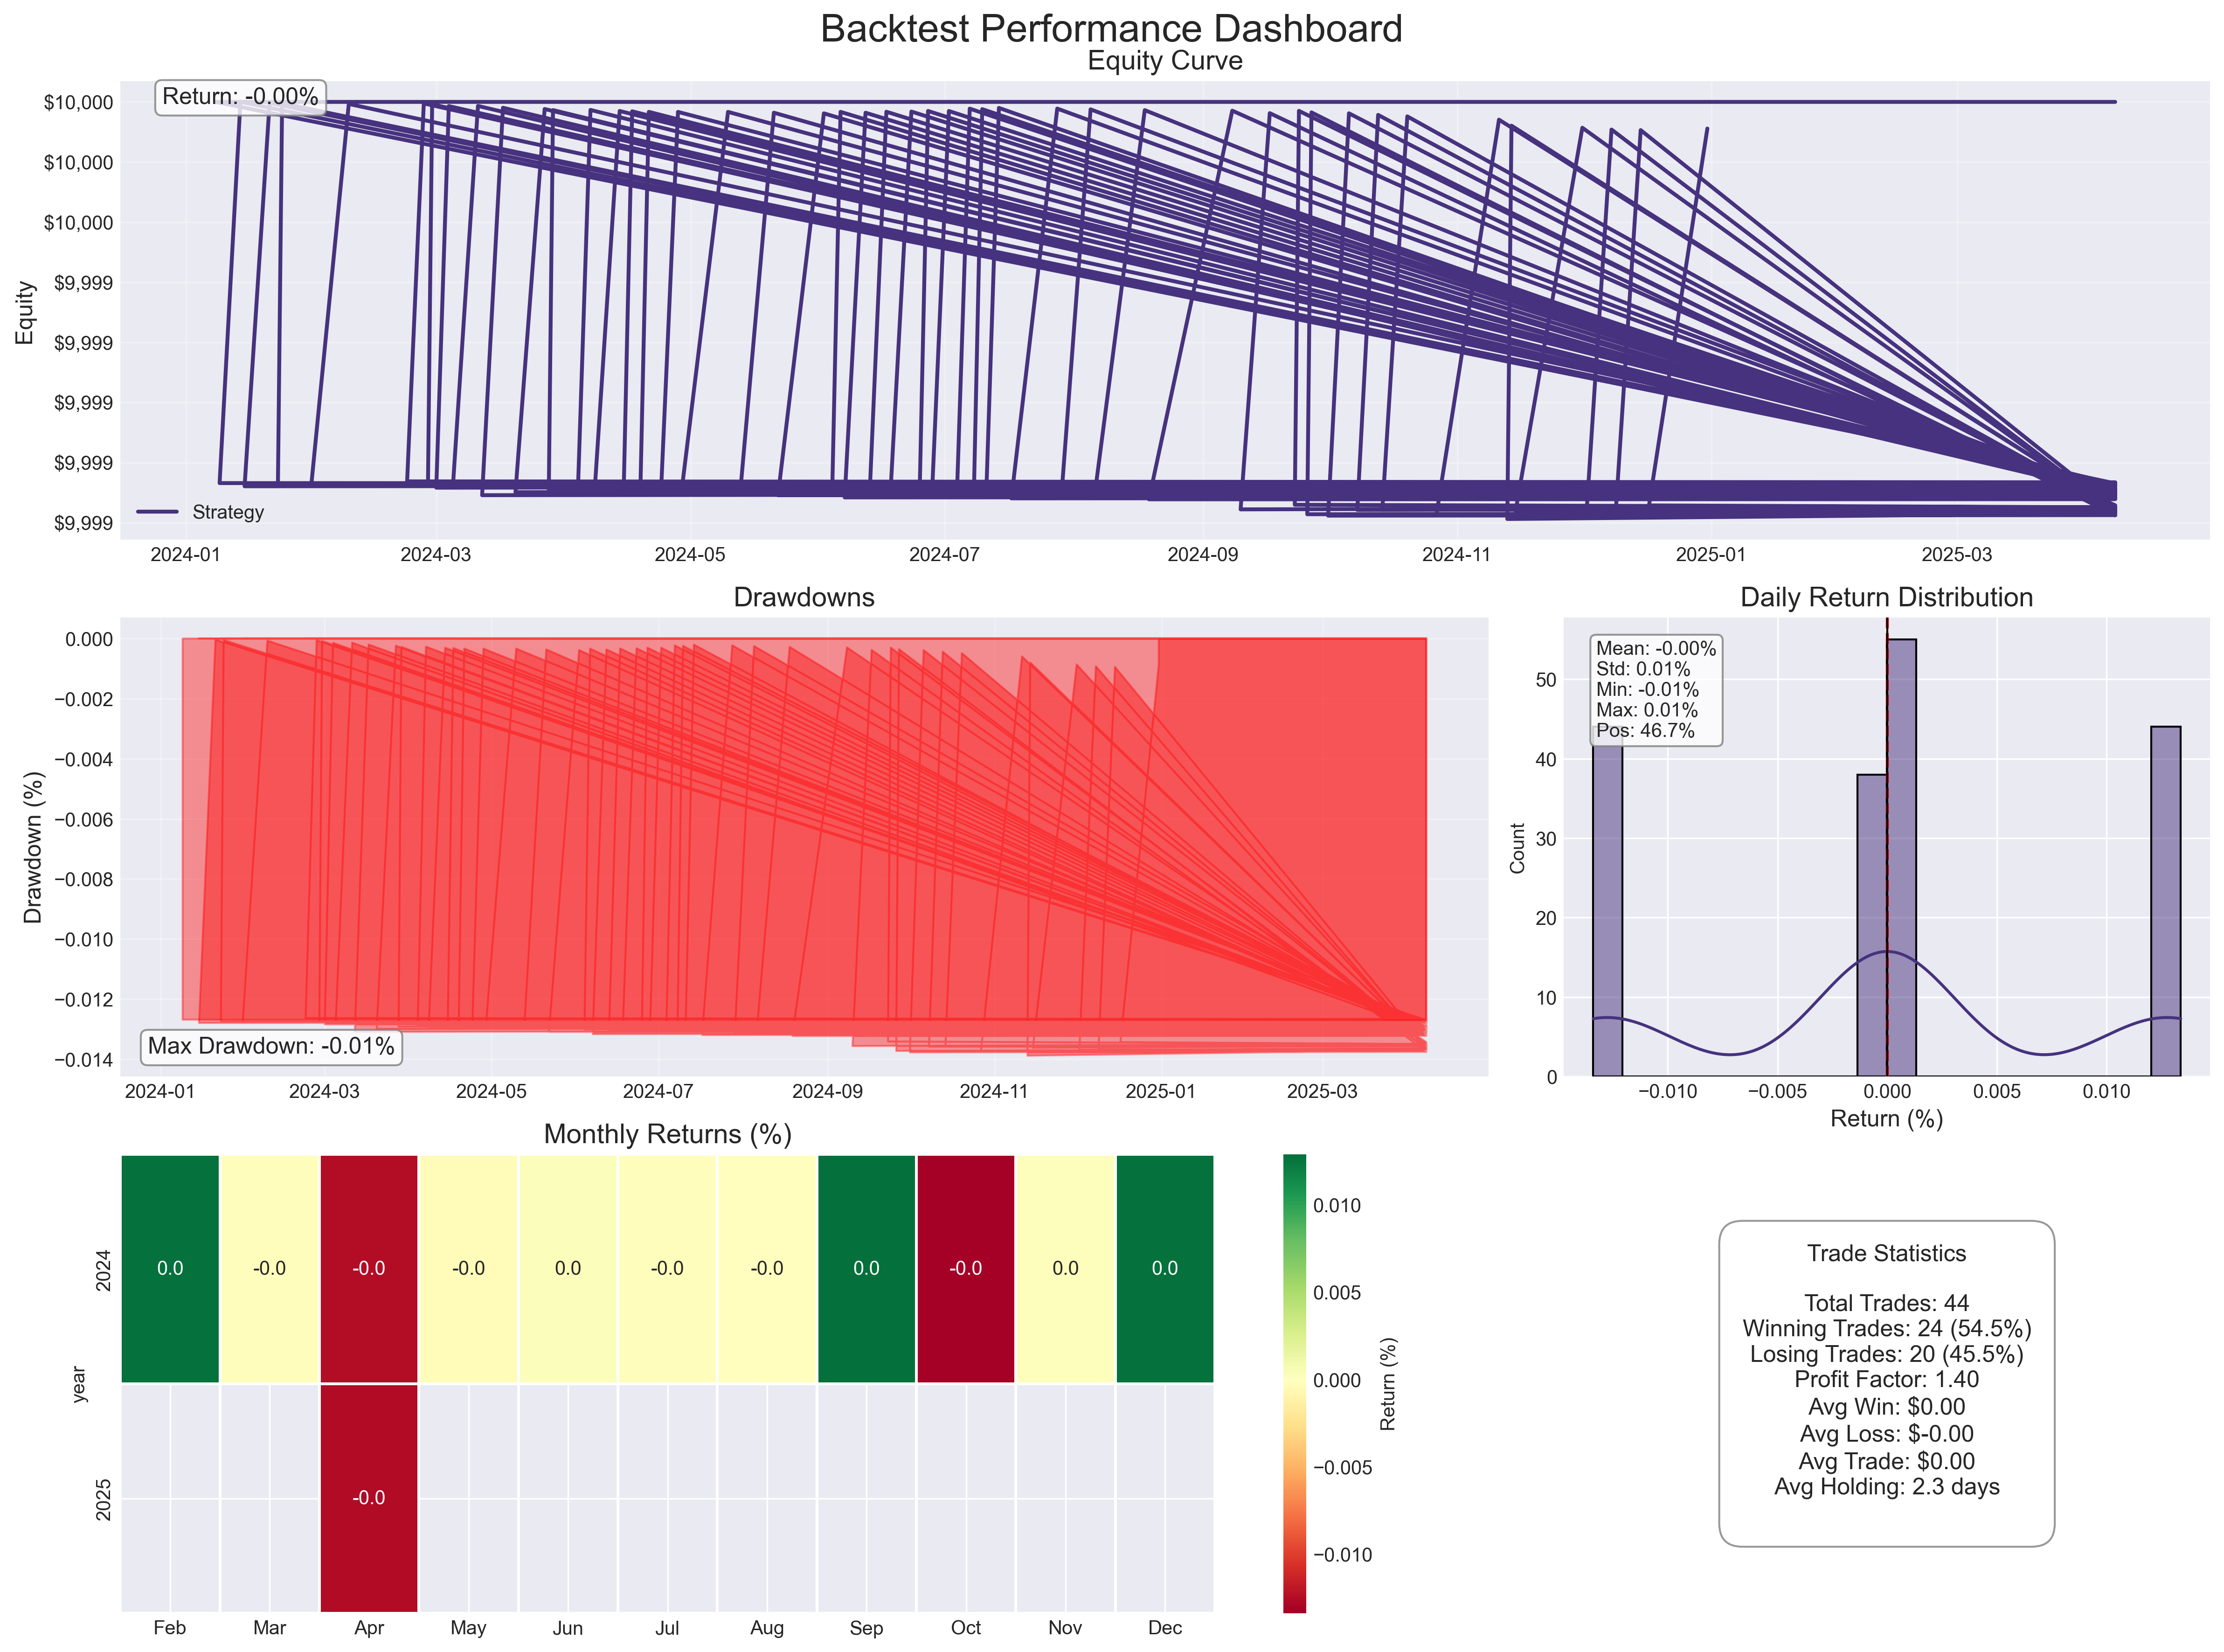 Backtest Performance Dashboard
Equity Curve
Return: -0.00%
$10,000
$10,000
$10,000
$9,999
$9,999
$9,999
$9,999
$9,999
Equity
Strategy
2024-01
2024-03
2024-05
2024-07
2024-09
2024-11
2025-01
2025-03
Drawdowns
0.000
−0.002
−0.004
−0.006
−0.008
−0.010
−0.012
−0.014
Drawdown (%)
Max Drawdown: -0.01%
2024-01
2024-03
2024-05
2024-07
2024-09
2024-11
2025-01
2025-03
Daily Return Distribution
Mean: -0.00%
Std: 0.01%
Min: -0.01%
Max: 0.01%
Pos: 46.7%
50
40
30
20
10
0
Count
−0.010
−0.005
0.000
0.005
0.010
Return (%)
Monthly Returns (%)
2024
0.0
-0.0
-0.0
-0.0
0.0
-0.0
-0.0
0.0
-0.0
0.0
0.0
year
2025
-0.0
Feb
Mar
Apr
May
Jun
Jul
Aug
Sep
Oct
Nov
Dec
0.010
0.005
0.000
−0.005
−0.010
Return (%)
Trade Statistics
Total Trades: 44
Winning Trades: 24 (54.5%)
Losing Trades: 20 (45.5%)
Profit Factor: 1.40
Avg Win: $0.00
Avg Loss: $-0.00
Avg Trade: $0.00
Avg Holding: 2.3 days